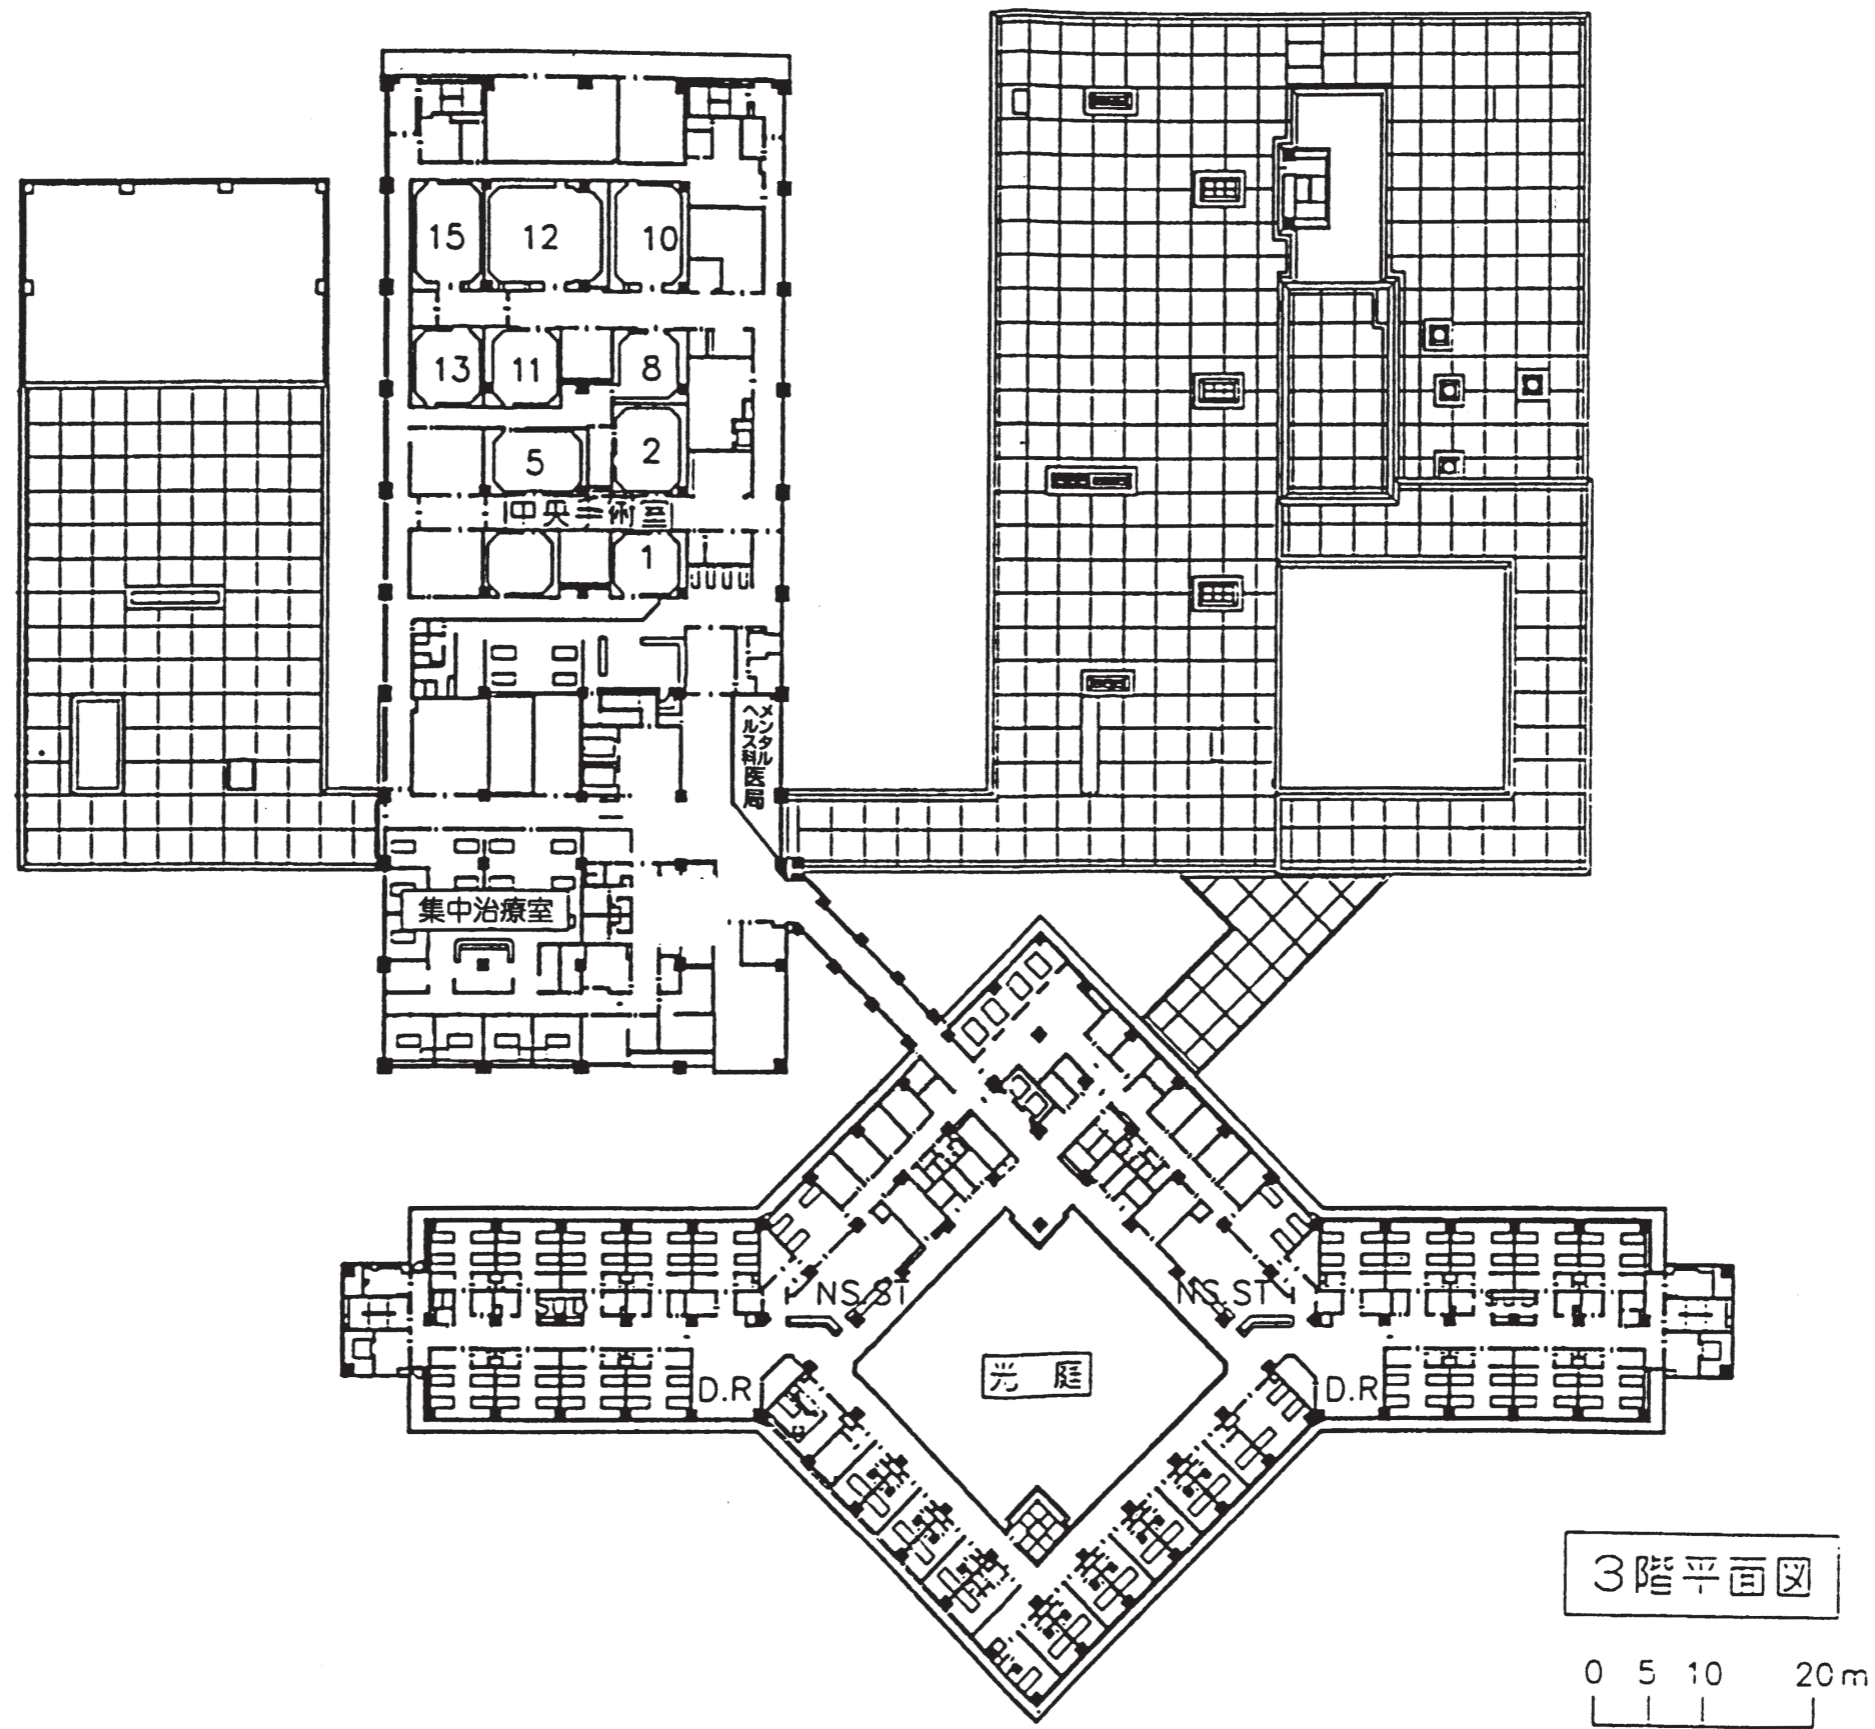 15 12 10
13 11 8
5 2
中央手術室
1
メンタル
ヘルス科医局
集中治療室
NS.ST NS.ST
光庭
D.R D.R
3階平面図
0 5 10 20m